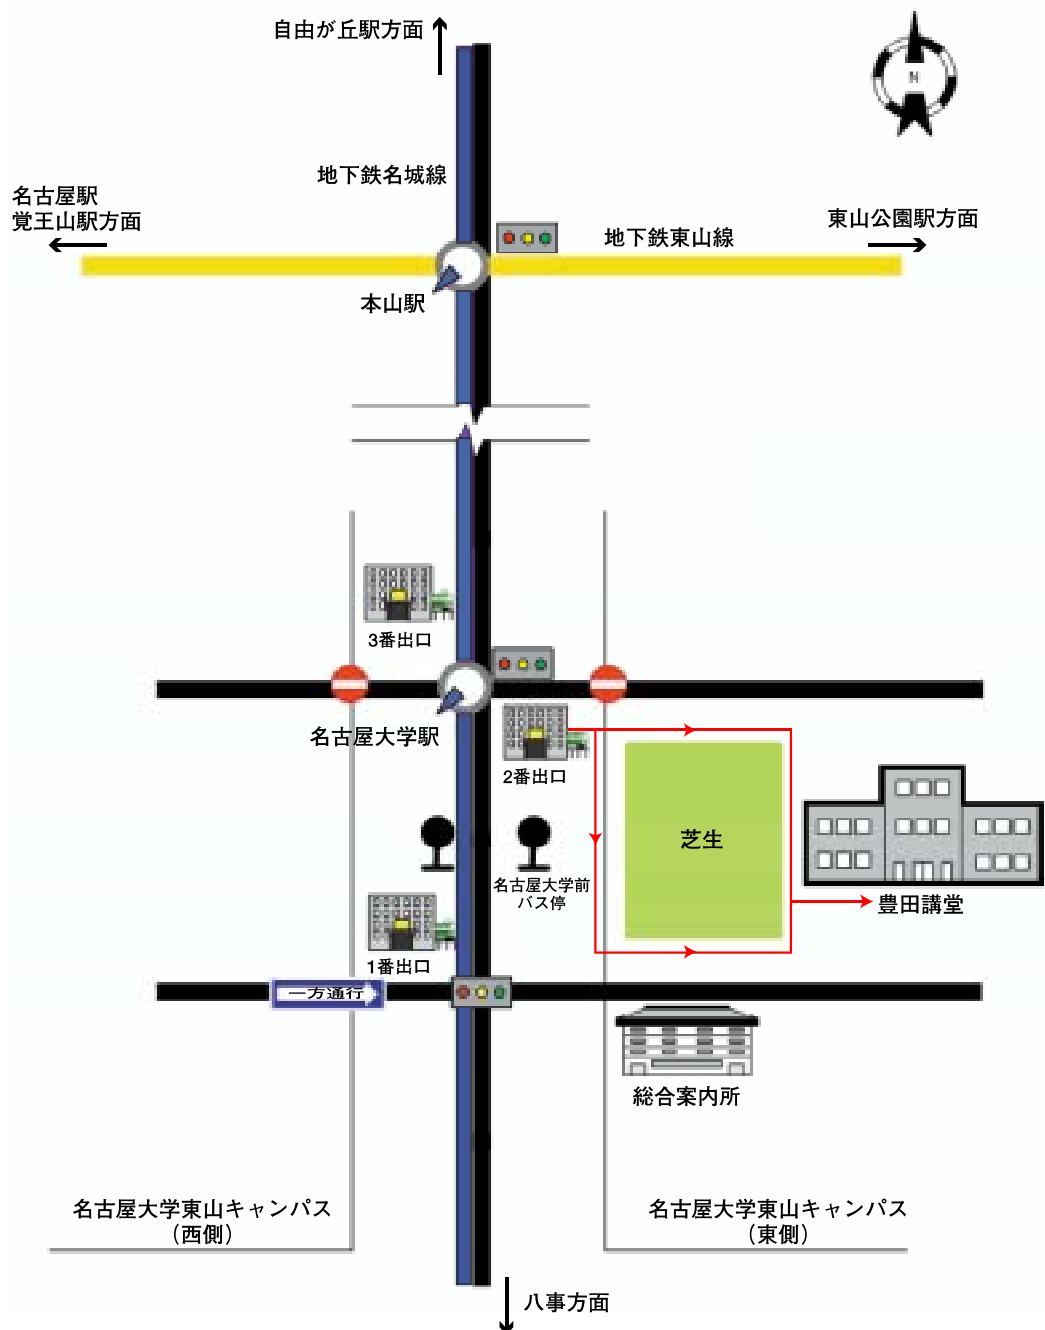 自由が丘駅方面
N
地下鉄名城線
名古屋駅
覚王山駅方面
東山公園駅方面
地下鉄東山線
本山駅
3番出口
名古屋大学駅
2番出口
芝生
名古屋大学前
バス停
豊田講堂
1番出口
一方通行
総合案内所
名古屋大学東山キャンパス
（西側）
名古屋大学東山キャンパス
（東側）
八事方面